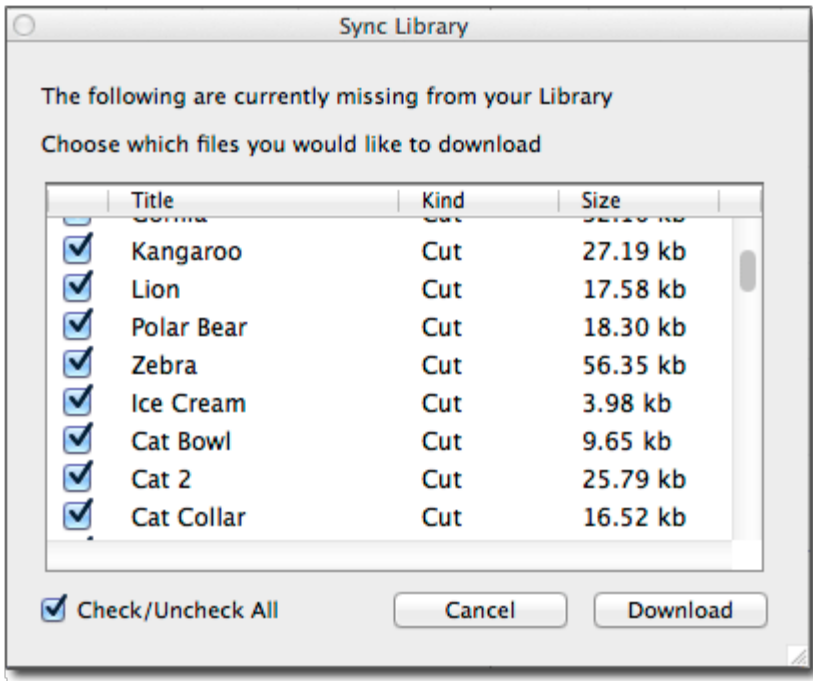 Sync Library
The following are currently missing from your Library
Choose which files you would like to download
Title Kind Size
Gorilla Cut kb
Kangaroo Cut 27.19 kb
Lion Cut 17.58 kb
Polar Bear Cut 18.30 kb
Zebra Cut 56.35 kb
Ice Cream Cut 3.98 kb
Cat Bowl Cut 9.65 kb
Cat 2 Cut 25.79 kb
Cat Collar Cut 16.52 kb
Check/Uncheck All Cancel Download